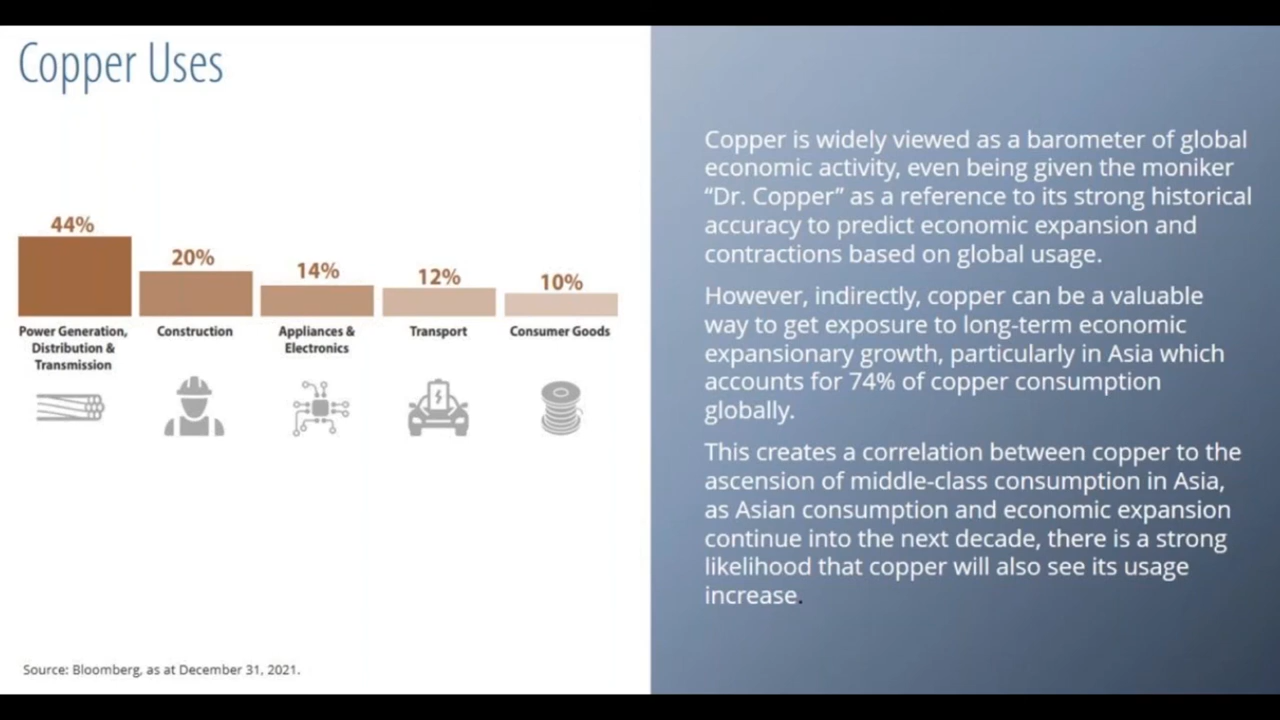 Copper Uses
44%
20%
14%
12%
10%
Power Generation,
Distribution &
Transmission
Construction
Appliances &
Electronics
Transport
Consumer Goods
Source: Bloomberg, as at December 31, 2021.
Copper is widely viewed as a barometer of global
economic activity, even being given the moniker
“Dr. Copper” as a reference to its strong historical
accuracy to predict economic expansion and
contractions based on global usage.
However, indirectly, copper can be a valuable
way to get exposure to long-term economic
expansionary growth, particularly in Asia which
accounts for 74% of copper consumption
globally.
This creates a correlation between copper to the
ascension of middle-class consumption in Asia,
as Asian consumption and economic expansion
continue into the next decade, there is a strong
likelihood that copper will also see its usage
increase.